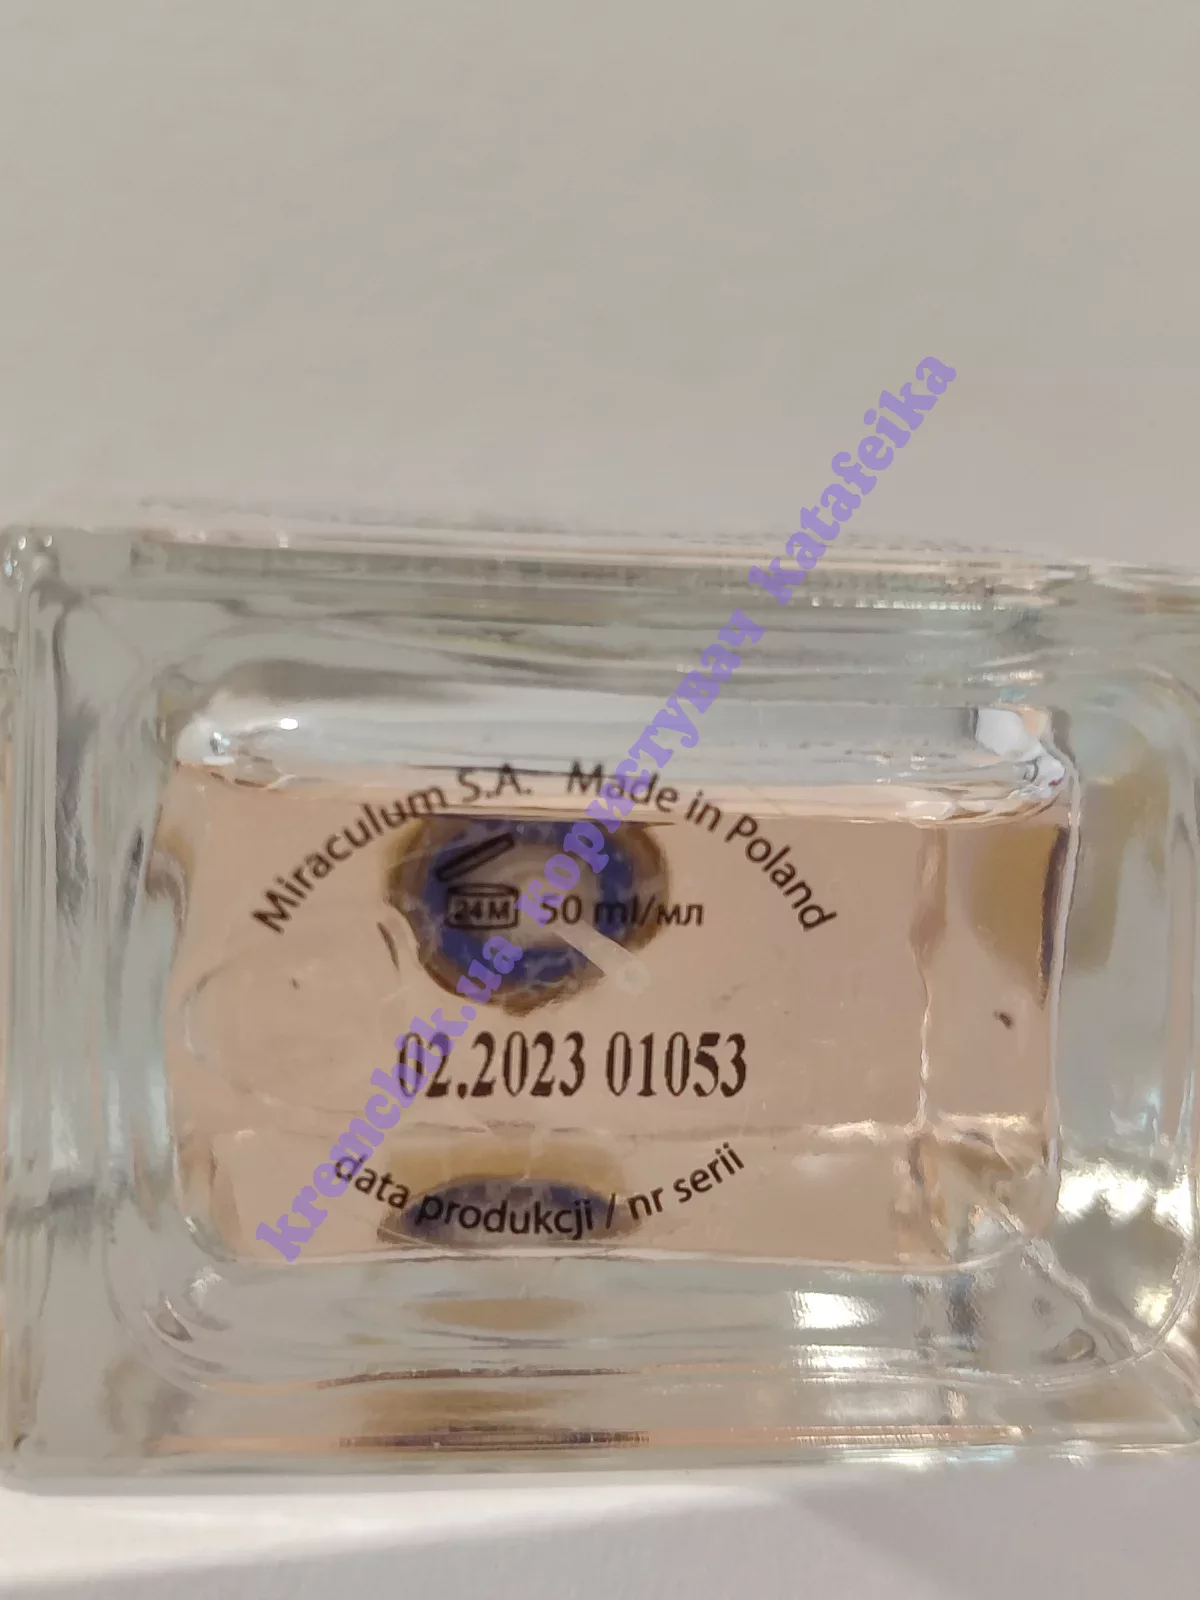 Miraculum S.A. Made in Poland
24M 50 ml/мл
02.2023 01053
data produkcji / nr serii
kremchik.ua користувач katafeika